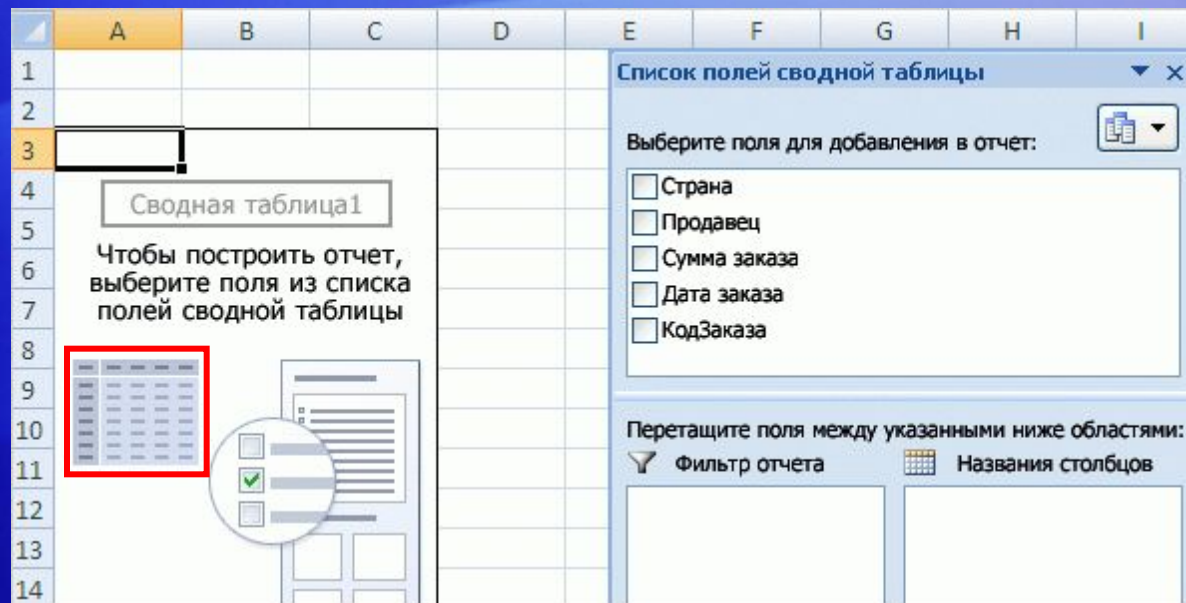 A B C D E F G H I
1
2
3
4
5
6
7
8
9
10
11
12
13
14
Сводная таблица1
Чтобы построить отчет,
выберите поля из списка
полей сводной таблицы
Список полей сводной таблицы
Выберите поля для добавления в отчет:
Страна
Продавец
Сумма заказа
Дата заказа
КодЗаказа
Перетащите поля между указанными ниже областями:
Фильтр отчета Названия столбцов